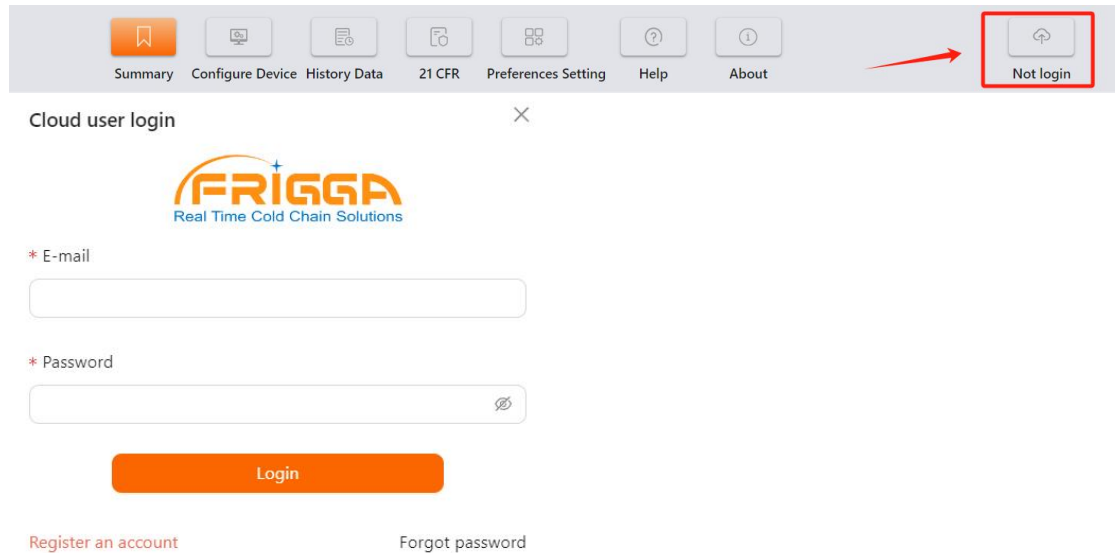 Summary Configure Device History Data 21 CFR Preferences Setting Help About Not login
Cloud user login
FRIGGA
Real Time Cold Chain Solutions
* E-mail
* Password
Login
Register an account Forgot password